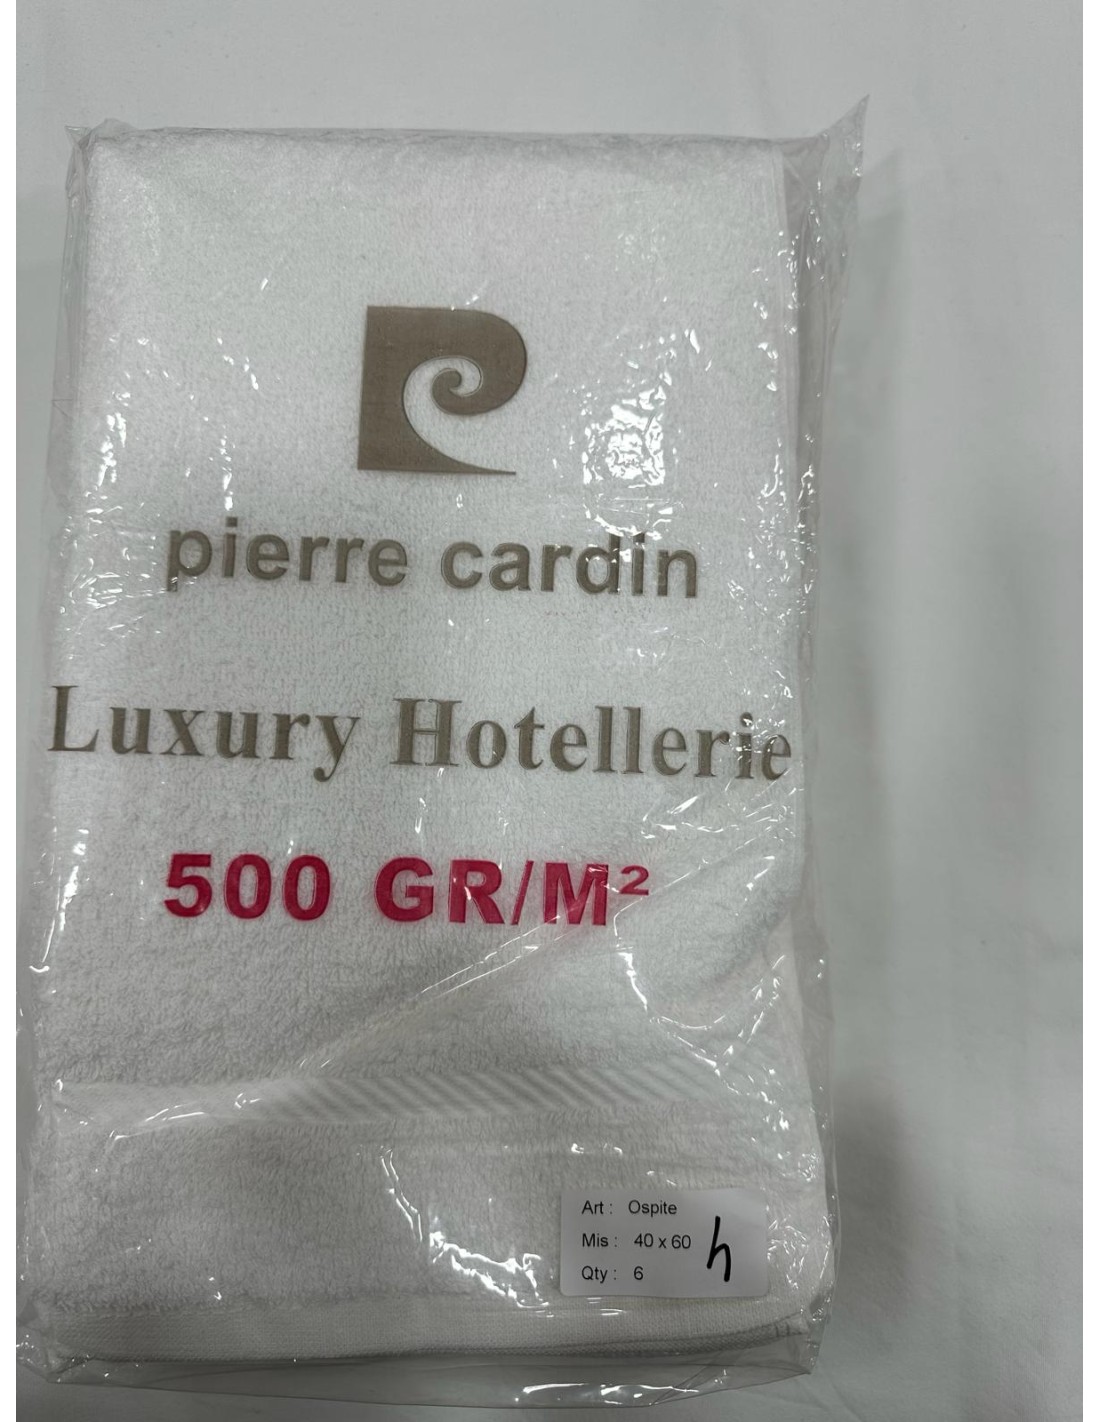 pierre cardin
Luxury Hotellerie
500 GR/M²
Art : Ospite
Mis : 40 x 60
Qty : 6